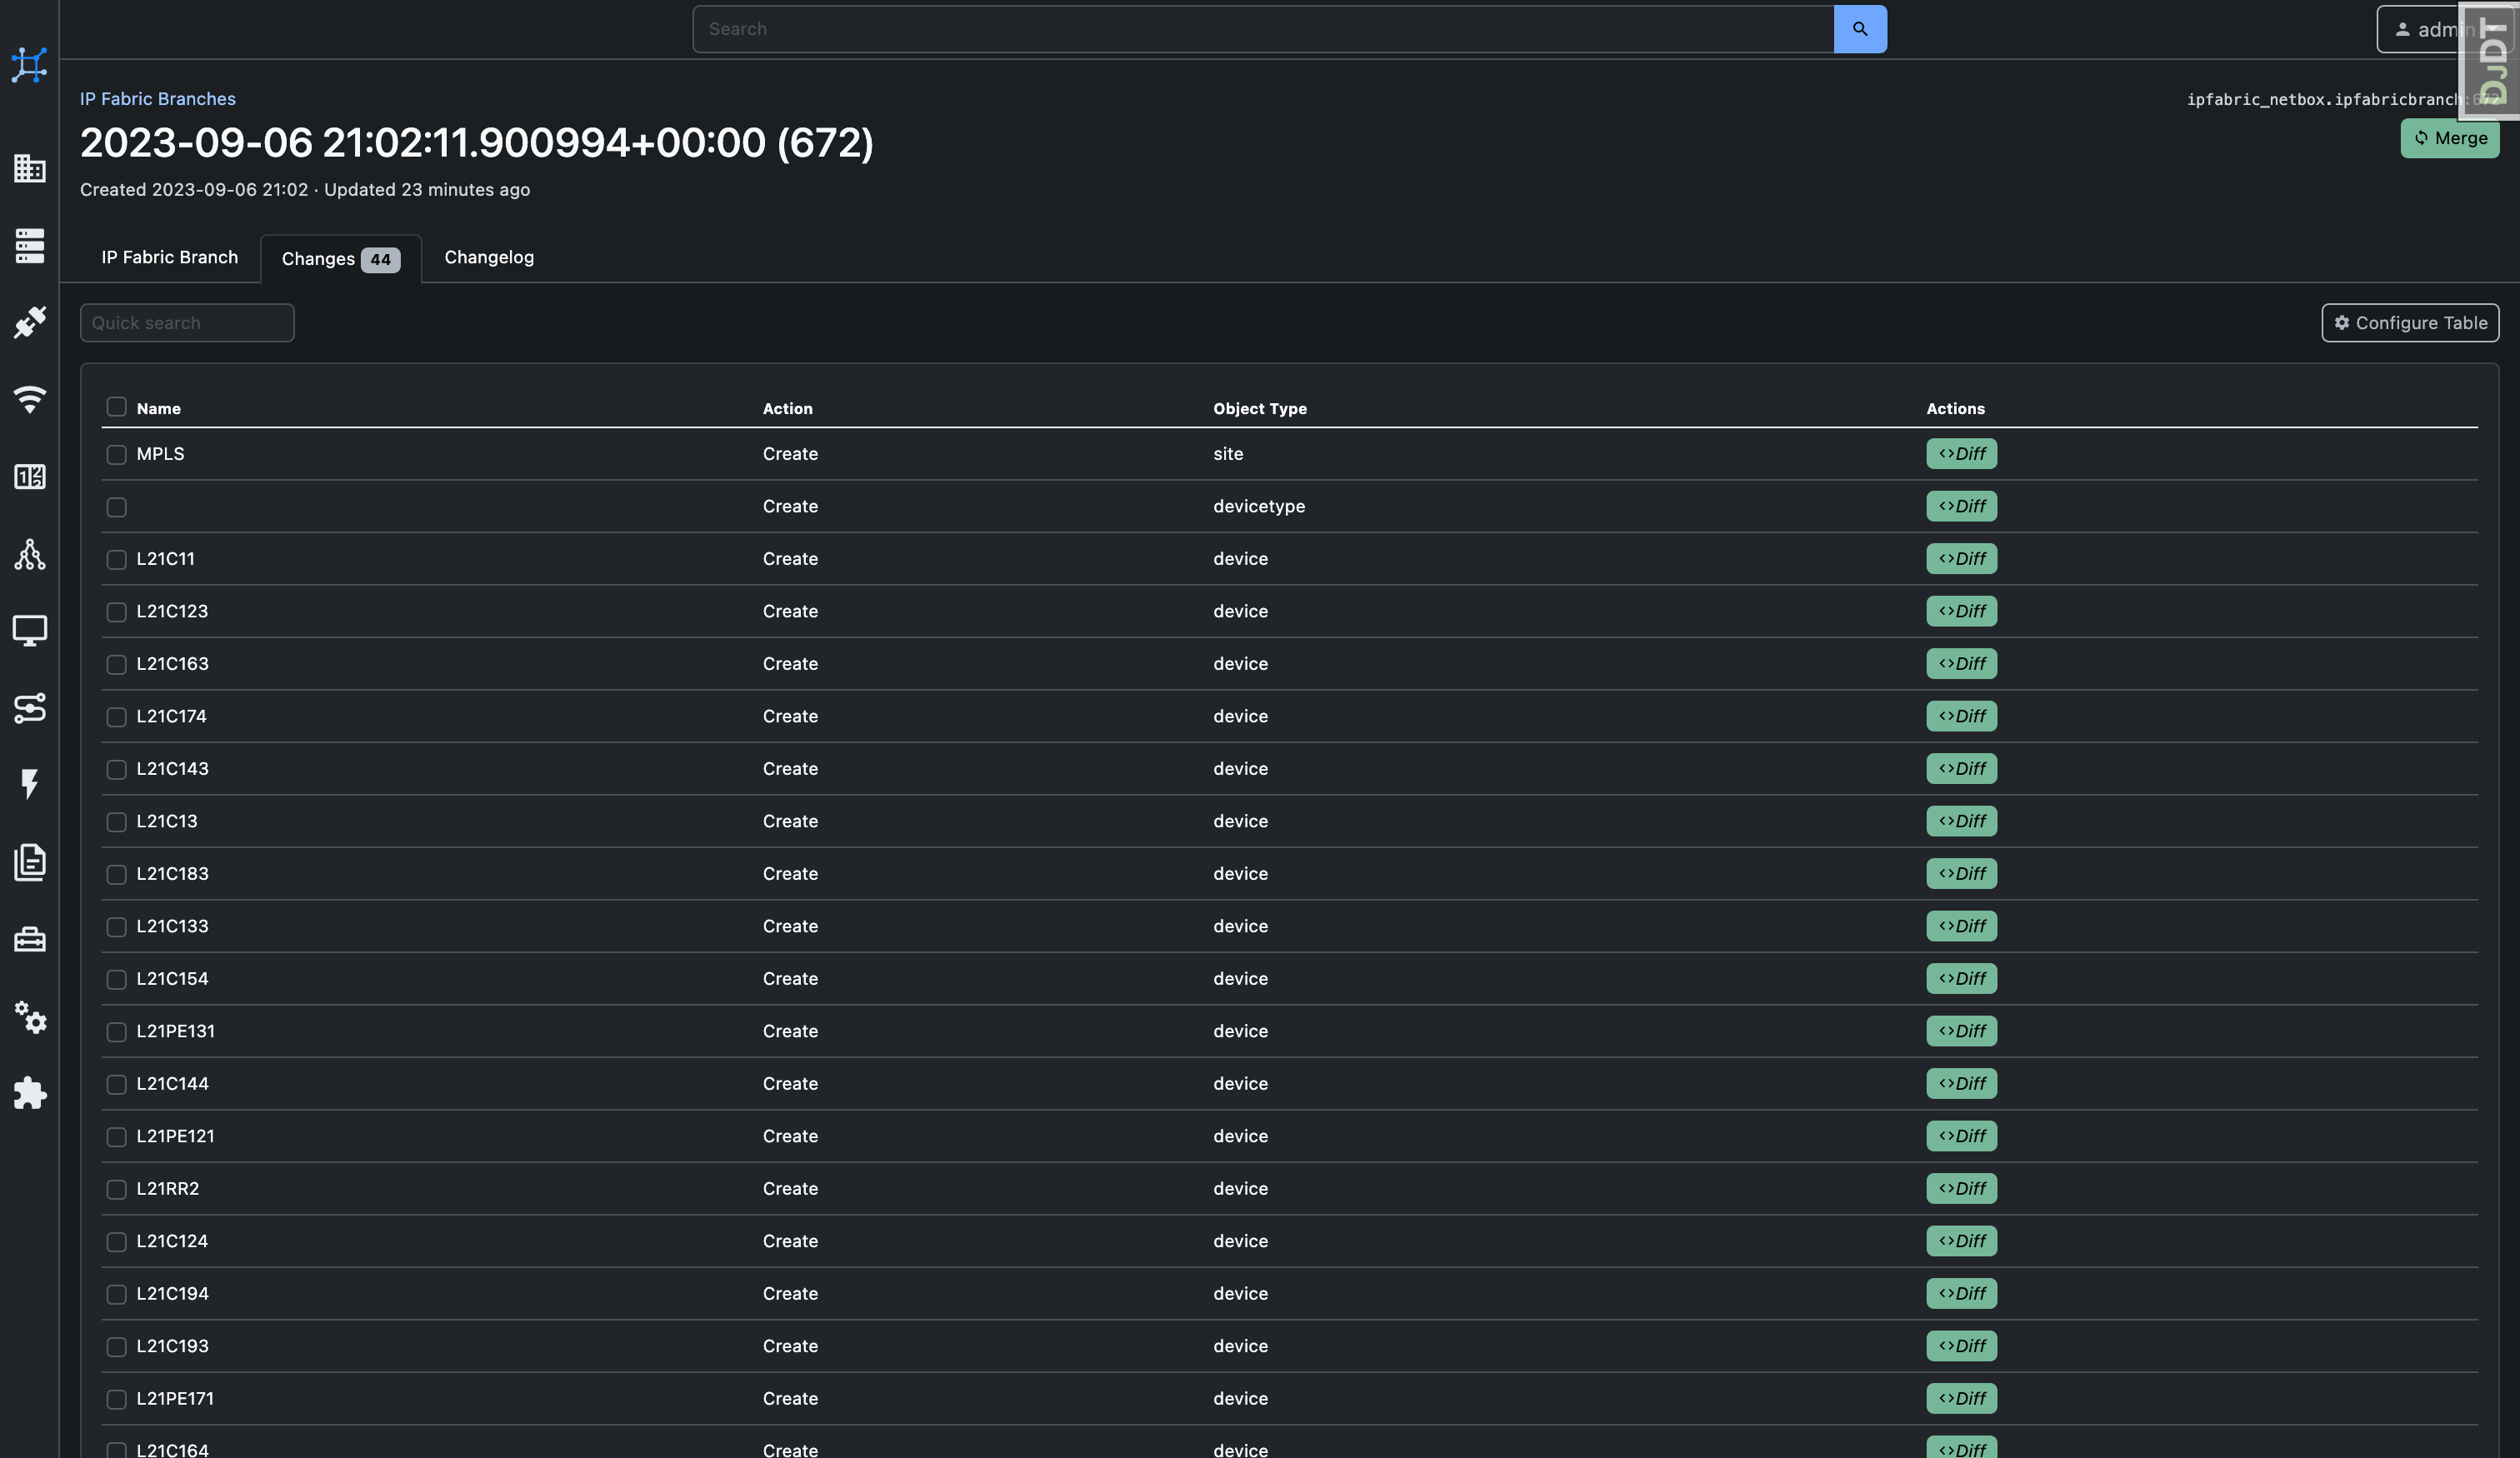 Search
admin
DJDT
IP Fabric Branches
ipfabric_netbox.ipfabricbranch:672
2023-09-06 21:02:11.900994+00:00 (672)
Merge
Created 2023-09-06 21:02 · Updated 23 minutes ago
IP Fabric Branch Changes 44 Changelog
Quick search
Configure Table
Name Action Object Type Actions
MPLS Create site <>Diff
Create devicetype <>Diff
L21C11 Create device <>Diff
L21C123 Create device <>Diff
L21C163 Create device <>Diff
L21C174 Create device <>Diff
L21C143 Create device <>Diff
L21C13 Create device <>Diff
L21C183 Create device <>Diff
L21C133 Create device <>Diff
L21C154 Create device <>Diff
L21PE131 Create device <>Diff
L21C144 Create device <>Diff
L21PE121 Create device <>Diff
L21RR2 Create device <>Diff
L21C124 Create device <>Diff
L21C194 Create device <>Diff
L21C193 Create device <>Diff
L21PE171 Create device <>Diff
L21C164 Create device <>Diff